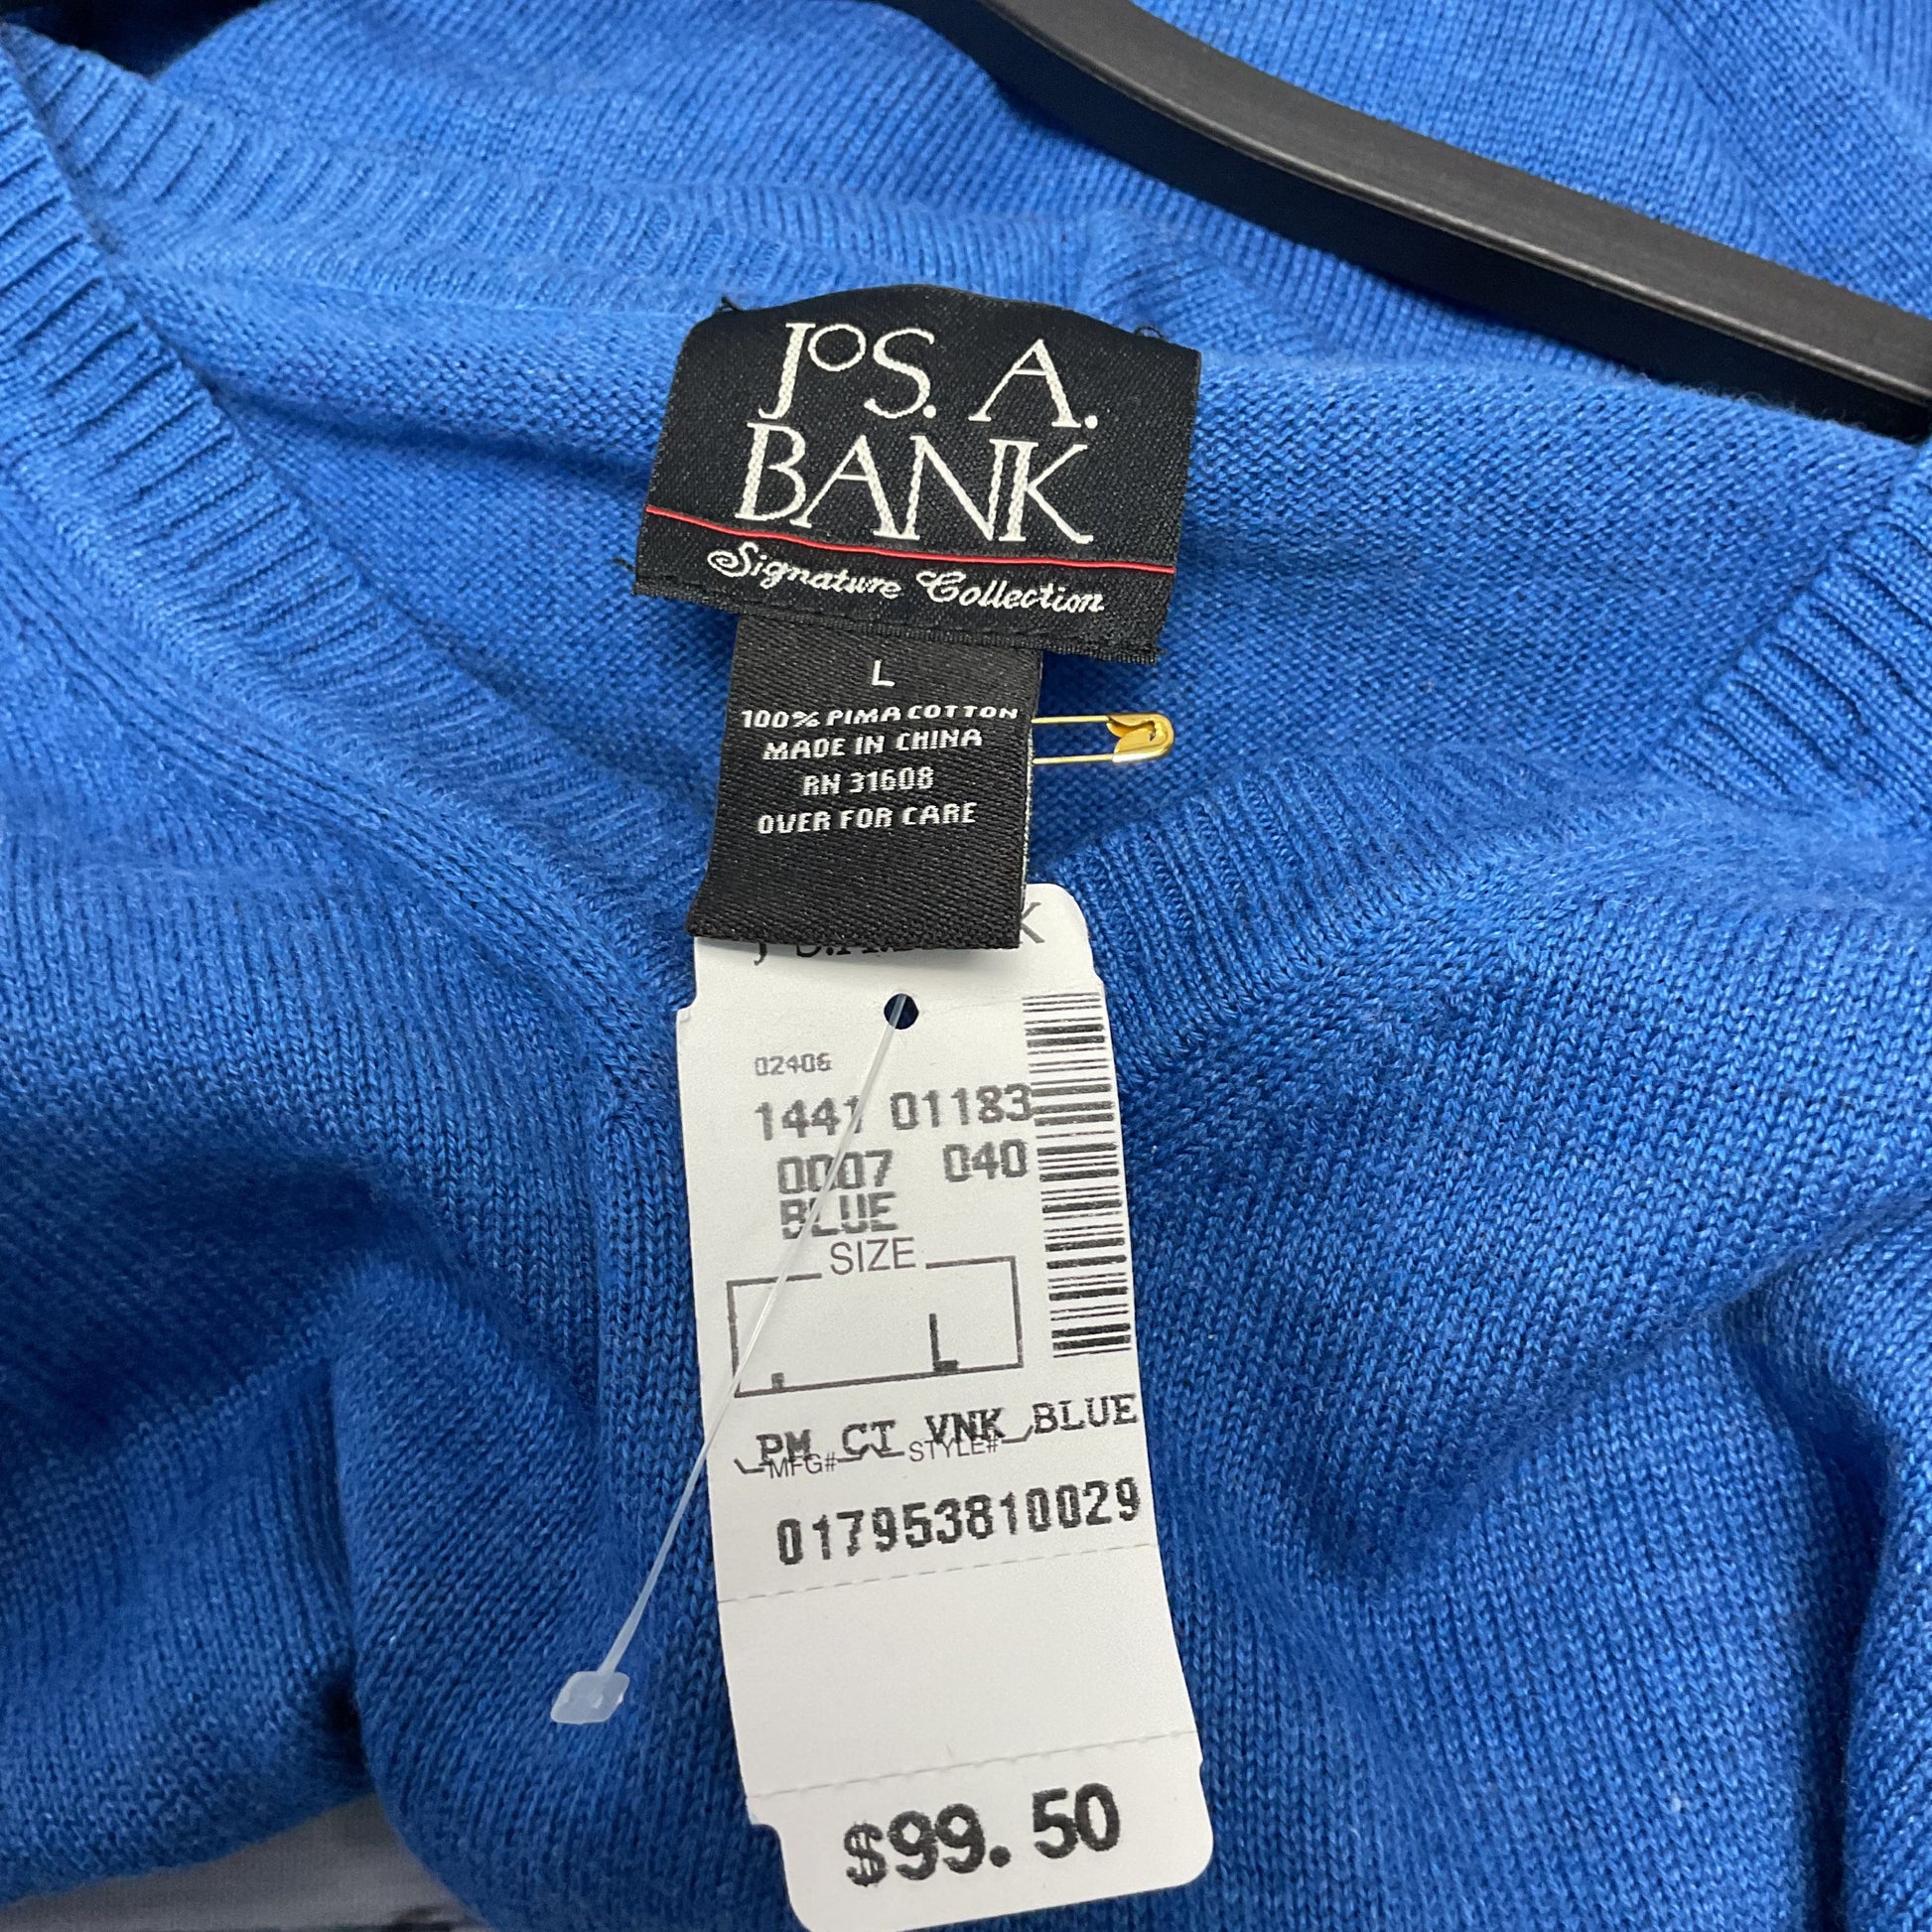 JOS. A.
BANK
Signature Collection
L
100% PIMA COTTON
MADE IN CHINA
RN 31608
OVER FOR CARE
02406
1441 01183
0007 040
BLUE
SIZE
L
PM CT VNK BLUE
MFG# STYLE#
017953810029
$99.50